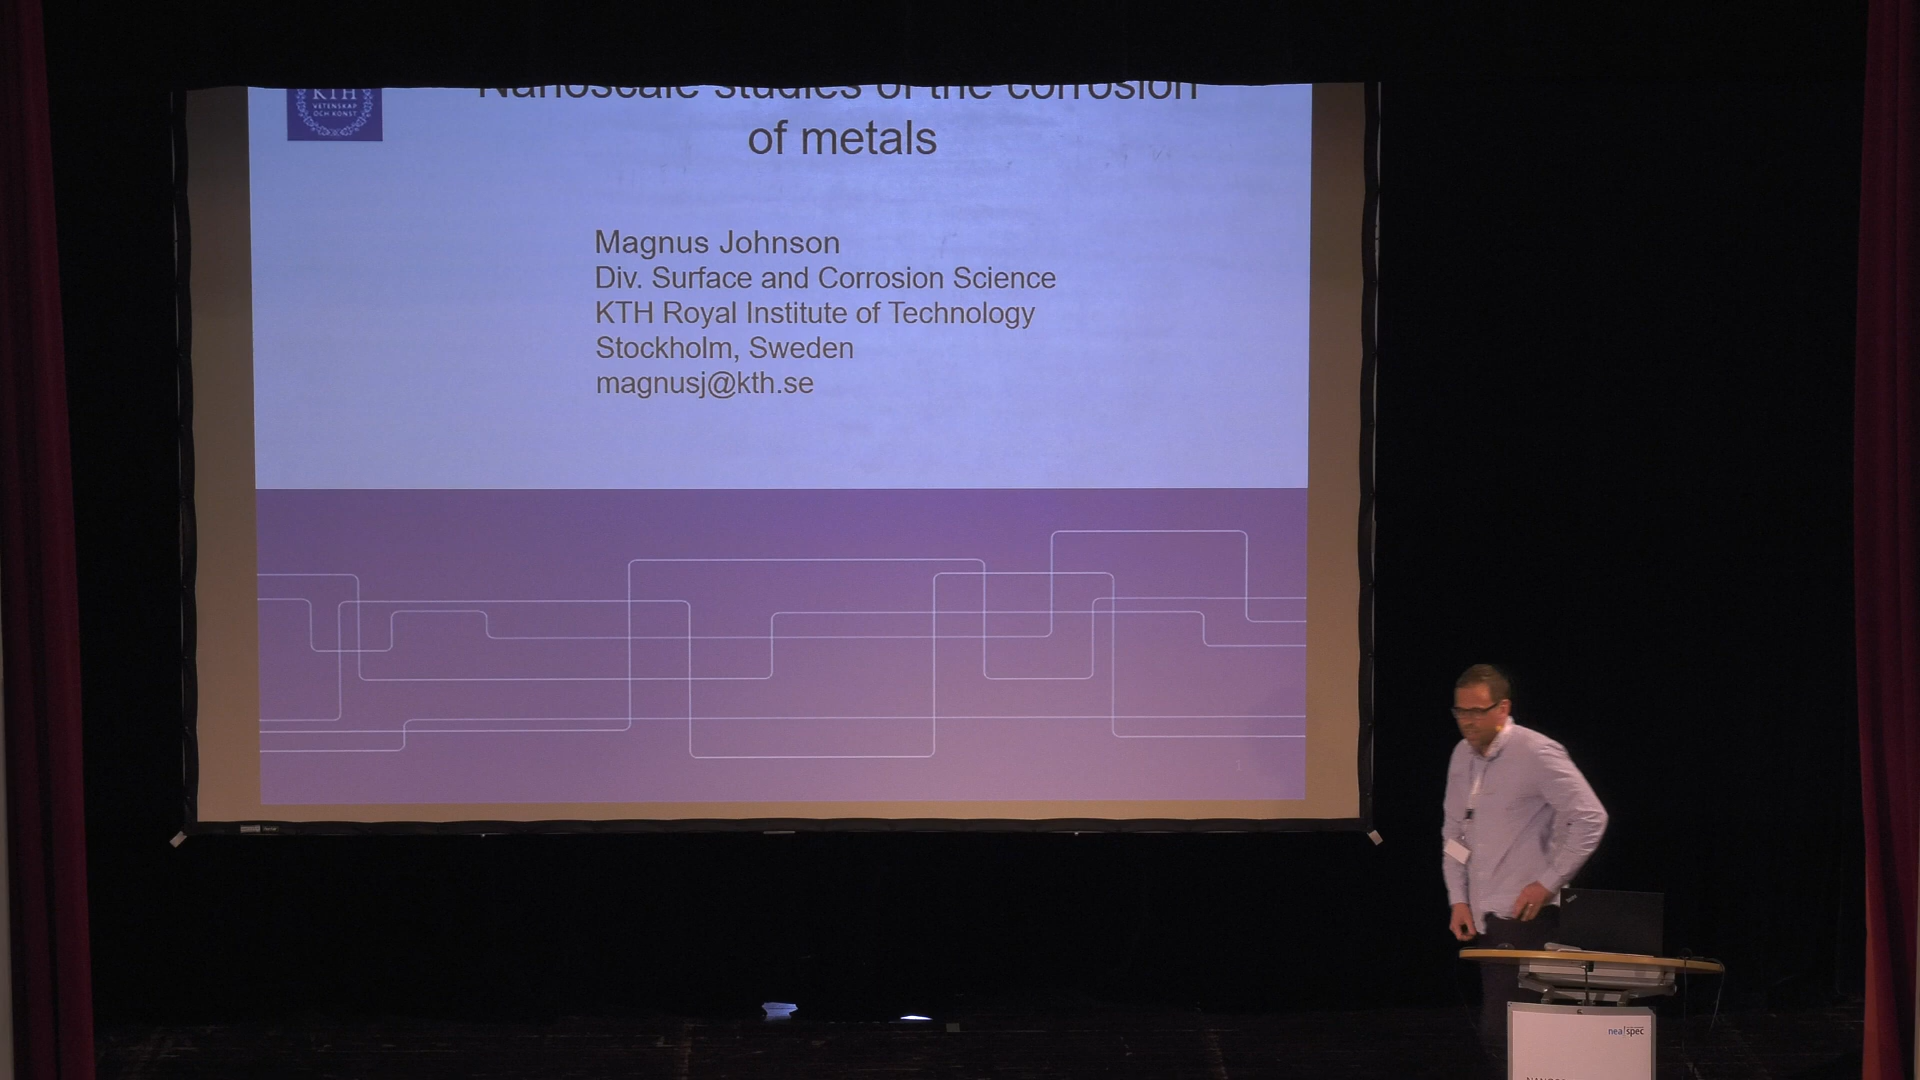 KTH
VETENSKAP
OCH KONST
Nanoscale studies of the corrosion
of metals
Magnus Johnson
Div. Surface and Corrosion Science
KTH Royal Institute of Technology
Stockholm, Sweden
magnusj@kth.se
1
nea|spec